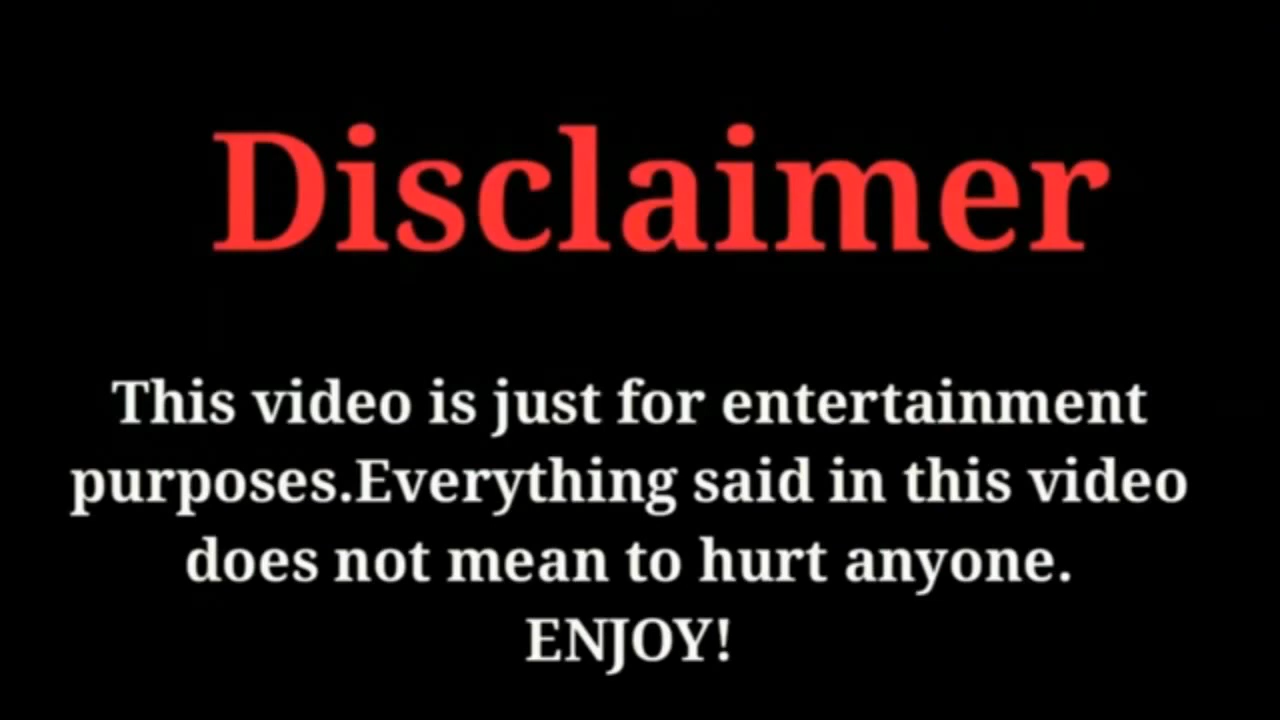 Disclaimer
This video is just for entertainment
purposes.Everything said in this video
does not mean to hurt anyone.
ENJOY!